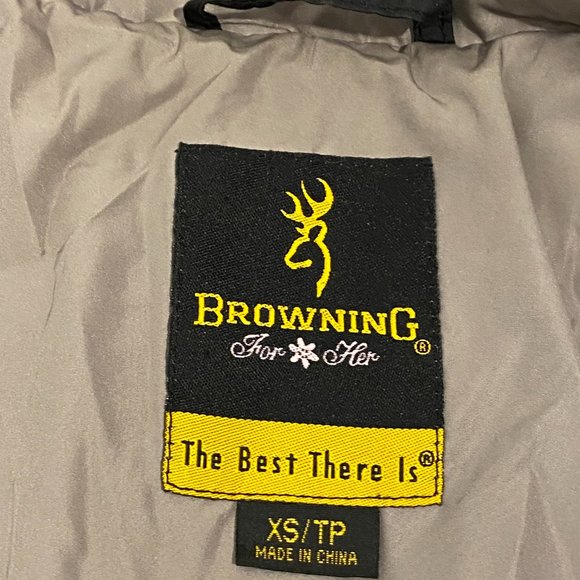 BROWNING®
For Her
The Best There Is®
XS/TP
MADE IN CHINA